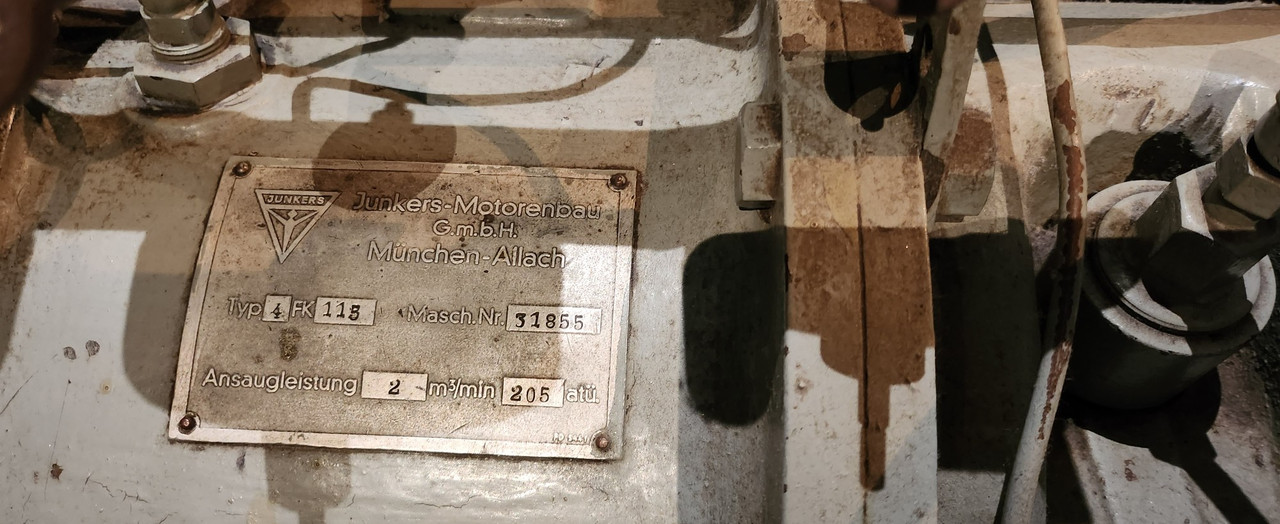 JUNKERS
Junkers-Motorenbau
G.m.b.H.
München-Allach
Typ 4 FK 115 Masch.Nr. 31855
Ansaugleistung 2 m³/min 205 atü.